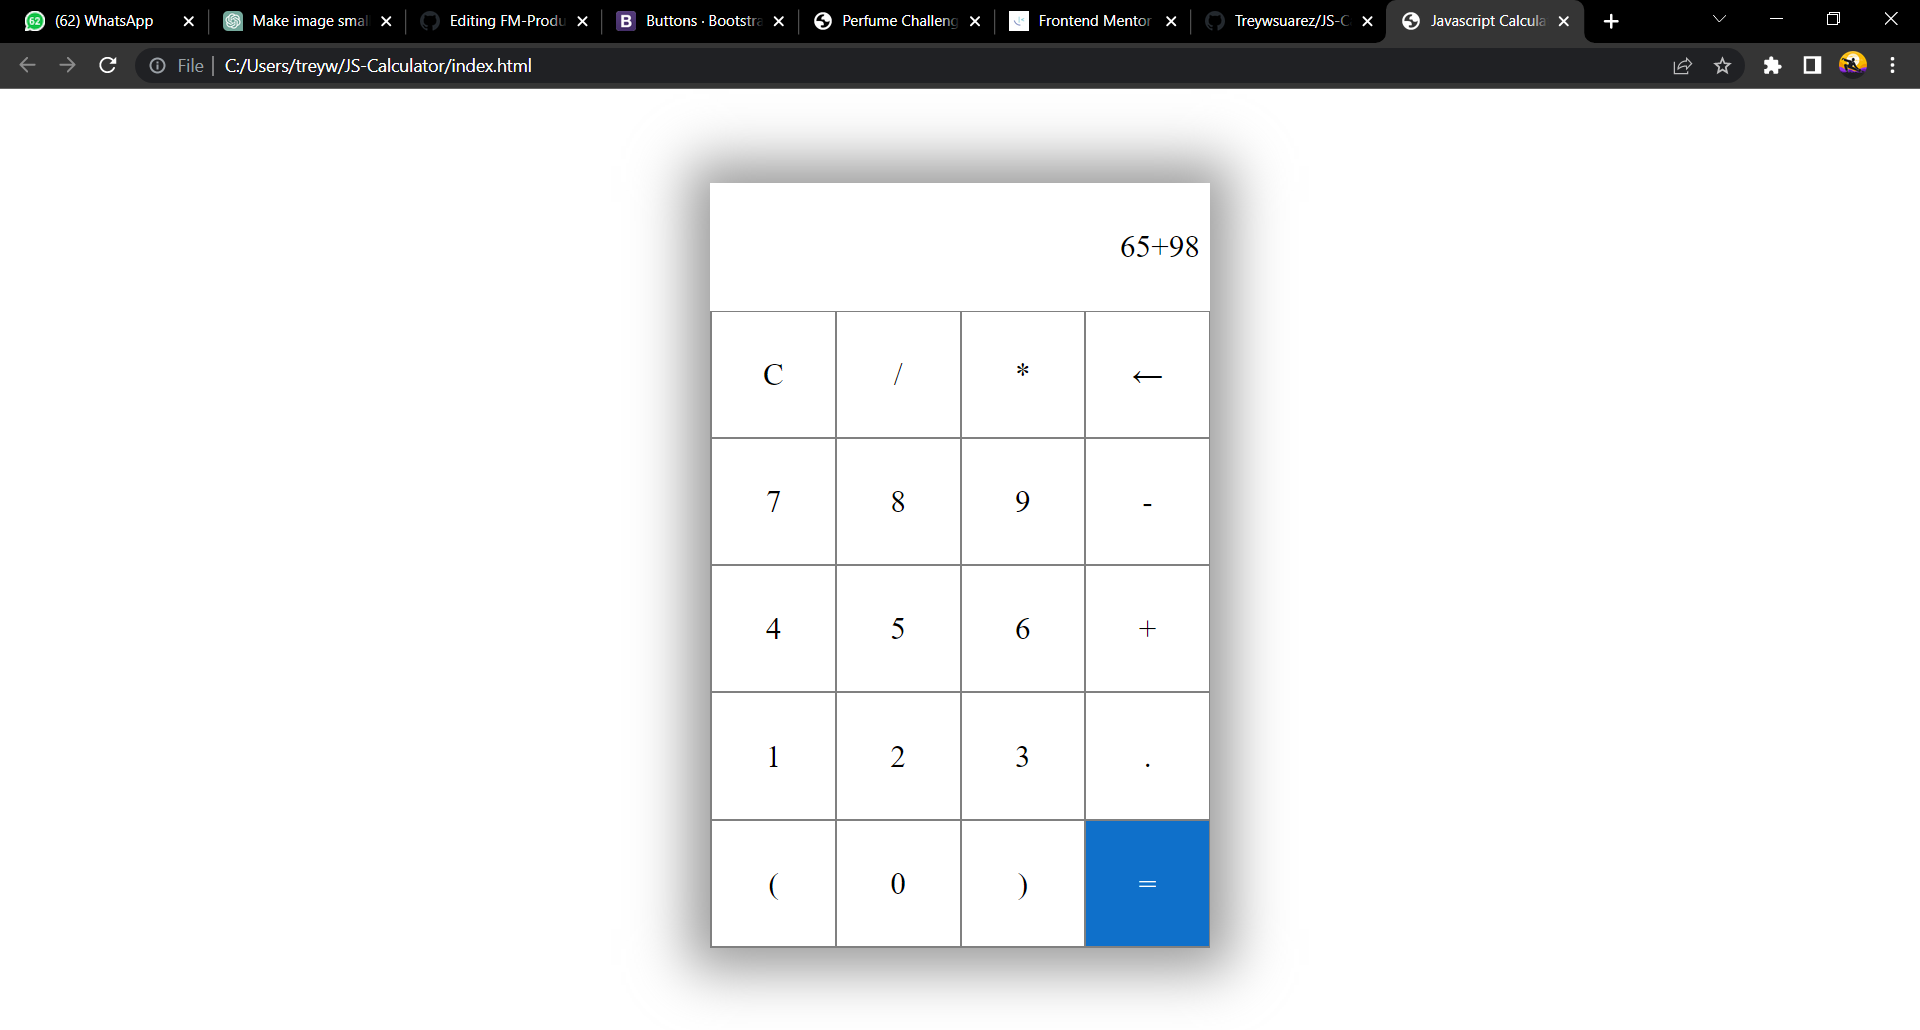 (62) WhatsApp
Make image smal
Editing FM-Produ
Buttons · Bootstra
Perfume Challeng
Frontend Mentor
Treywsuarez/JS-C
Javascript Calcula
File C:/Users/treyw/JS-Calculator/index.html
65+98
C / * ←
7 8 9 -
4 5 6 +
1 2 3 .
( 0 ) =